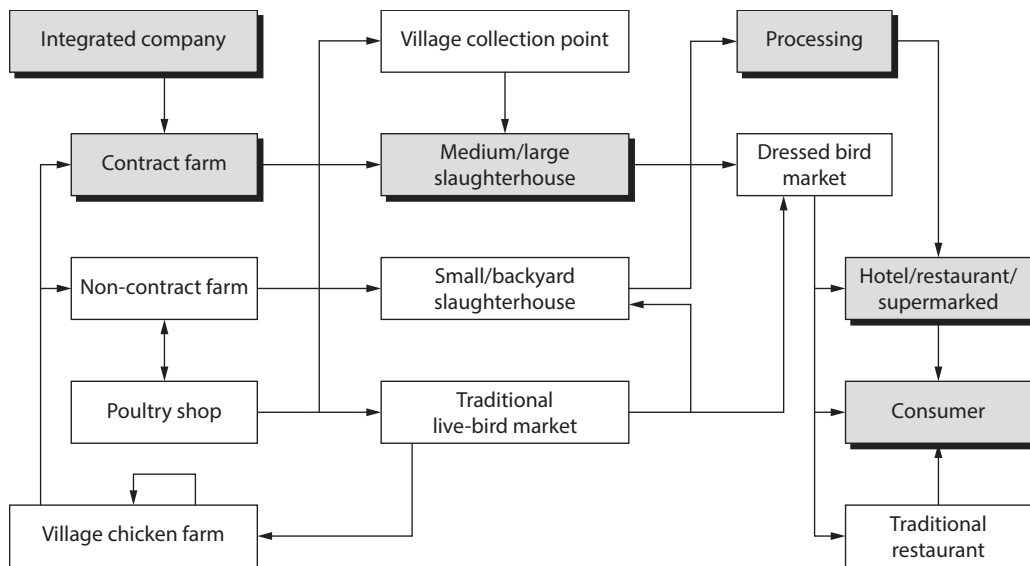 Integrated company
Village collection point
Processing
Contract farm
Medium/large
slaughterhouse
Dressed bird
market
Non-contract farm
Small/backyard
slaughterhouse
Hotel/restaurant/
supermarked
Poultry shop
Traditional
live-bird market
Consumer
Village chicken farm
Traditional
restaurant